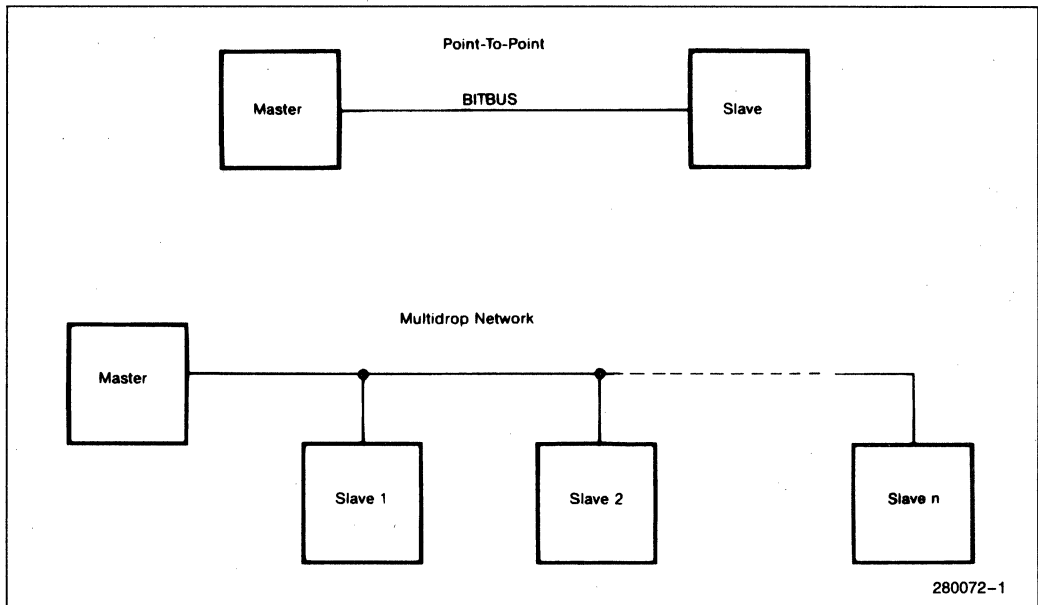 Point-To-Point
Master
BITBUS
Slave
Multidrop Network
Master
Slave 1
Slave 2
Slave n
280072-1